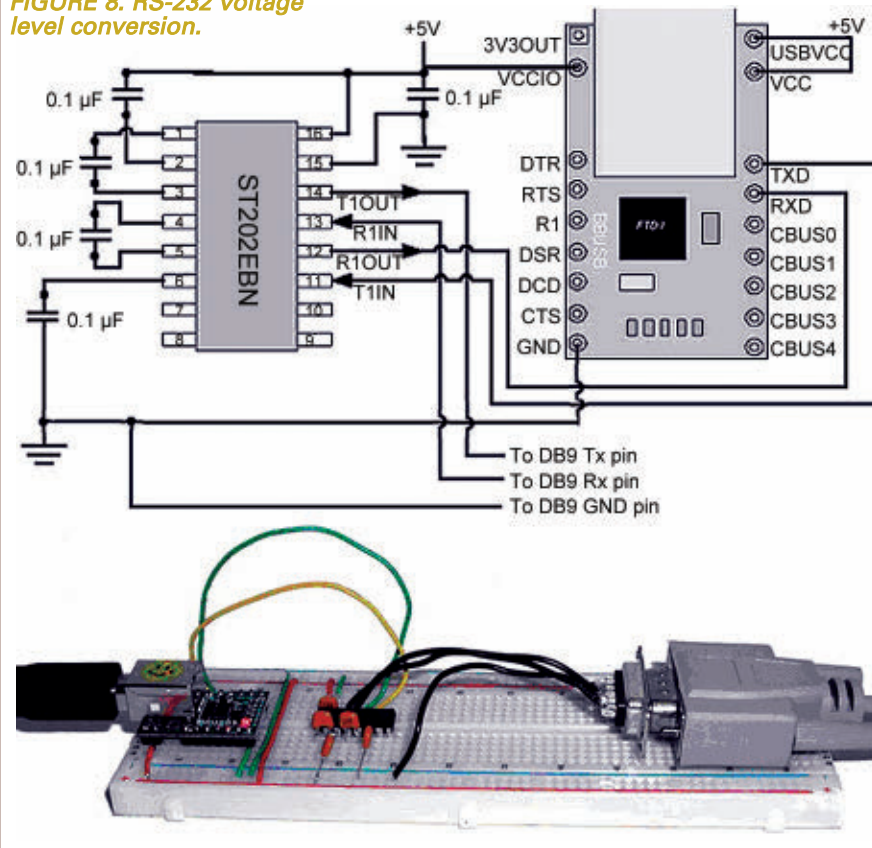 FIGURE 8. RS-232 voltage
level conversion.
+5V
0.1 µF
0.1 µF
0.1 µF
0.1 µF
0.1 µF
1
2
3
4
5
6
7
8
16
15
14
13
12
11
10
9
ST202EBN
T1OUT
R1IN
R1OUT
T1IN
3V3OUT
VCCIO
DTR
RTS
R1
DSR
DCD
CTS
GND
BBUSB
FTDI
+5V
USBVCC
VCC
TXD
RXD
CBUS0
CBUS1
CBUS2
CBUS3
CBUS4
To DB9 Tx pin
To DB9 Rx pin
To DB9 GND pin